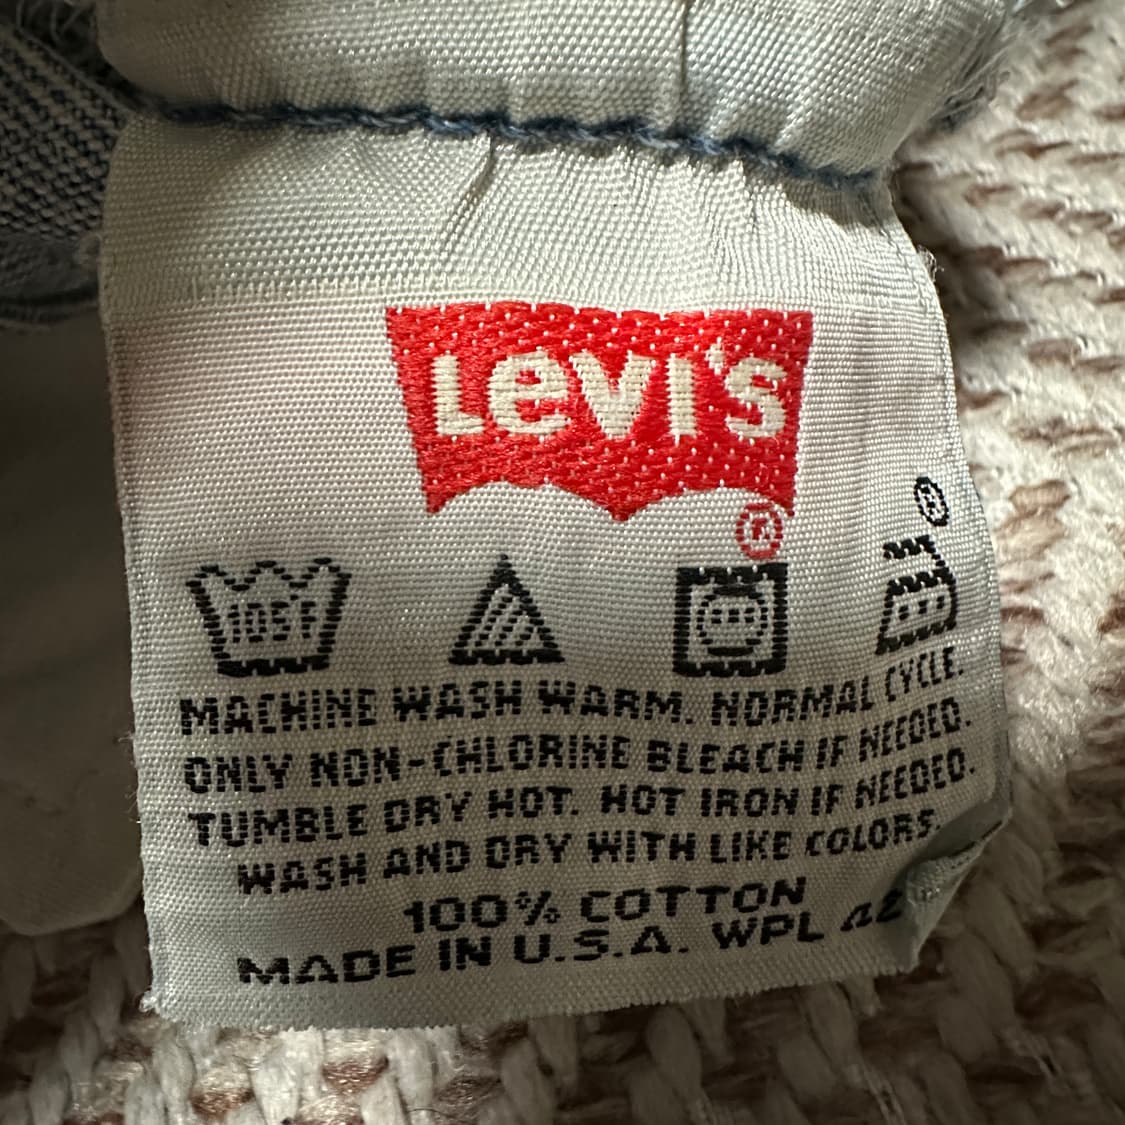 Levi's
®
®
105°F
MACHINE WASH WARM. NORMAL CYCLE.
ONLY NON-CHLORINE BLEACH IF NEEDED.
TUMBLE DRY HOT. HOT IRON IF NEEDED.
WASH AND DRY WITH LIKE COLORS.
100% COTTON
MADE IN U.S.A. WPL 42